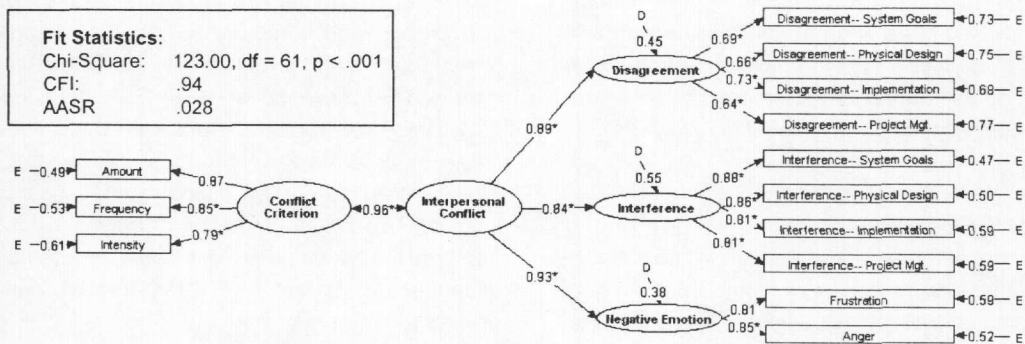 Fit Statistics:
Chi-Square: 123.00, df = 61, p < .001
CFI: .94
AASR .028
E 0.49 Amount 0.87
E 0.53 Frequency 0.85*
E 0.61 Intensity 0.79*
Conflict Criterion
0.96*
Interpersonal Conflict
0.89*
0.84*
0.93*
D
0.45
Disagreement
0.69* Disagreement-- System Goals 0.73 E
0.66* Disagreement-- Physical Design 0.75 E
0.73* Disagreement-- Implementation 0.68 E
0.64* Disagreement-- Project Mgt. 0.77 E
D
0.55
Interference
0.88* Interference-- System Goals 0.47 E
0.86* Interference-- Physical Design 0.50 E
0.81* Interference-- Implementation 0.59 E
0.81* Interference-- Project Mgt. 0.59 E
D
0.38
Negative Emotion
0.81 Frustration 0.59 E
0.85* Anger 0.52 E